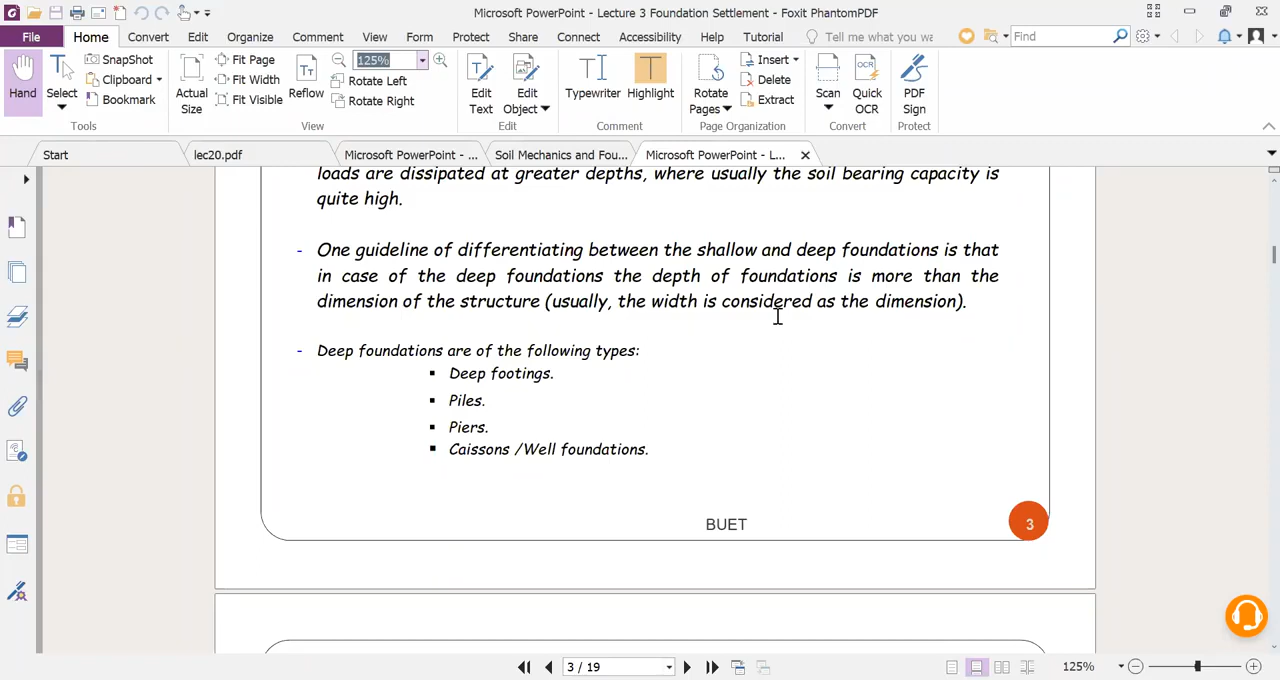 Microsoft PowerPoint - Lecture 3 Foundation Settlement - Foxit PhantomPDF
File Home Convert Edit Organize Comment View Form Protect Share Connect Accessibility Help Tutorial Tell me what you wa Find
Hand
Select
SnapShot
Clipboard
Bookmark
Tools
Actual Size
Fit Page
Fit Width
Fit Visible
Reflow
125%
Rotate Left
Rotate Right
View
Edit Text
Edit Object
Edit
Typewriter
Highlight
Comment
Rotate Pages
Insert
Delete
Extract
Page Organization
Scan
Quick OCR
Convert
PDF Sign
Protect
Start lec20.pdf Microsoft PowerPoint - ... Soil Mechanics and Fou... Microsoft PowerPoint - L...
loads are dissipated at greater depths, where usually the soil bearing capacity is
quite high.
- One guideline of differentiating between the shallow and deep foundations is that
in case of the deep foundations the depth of foundations is more than the
dimension of the structure (usually, the width is considered as the dimension).
- Deep foundations are of the following types:
▪ Deep footings.
▪ Piles.
▪ Piers.
▪ Caissons /Well foundations.
BUET
3
3 / 19
125%